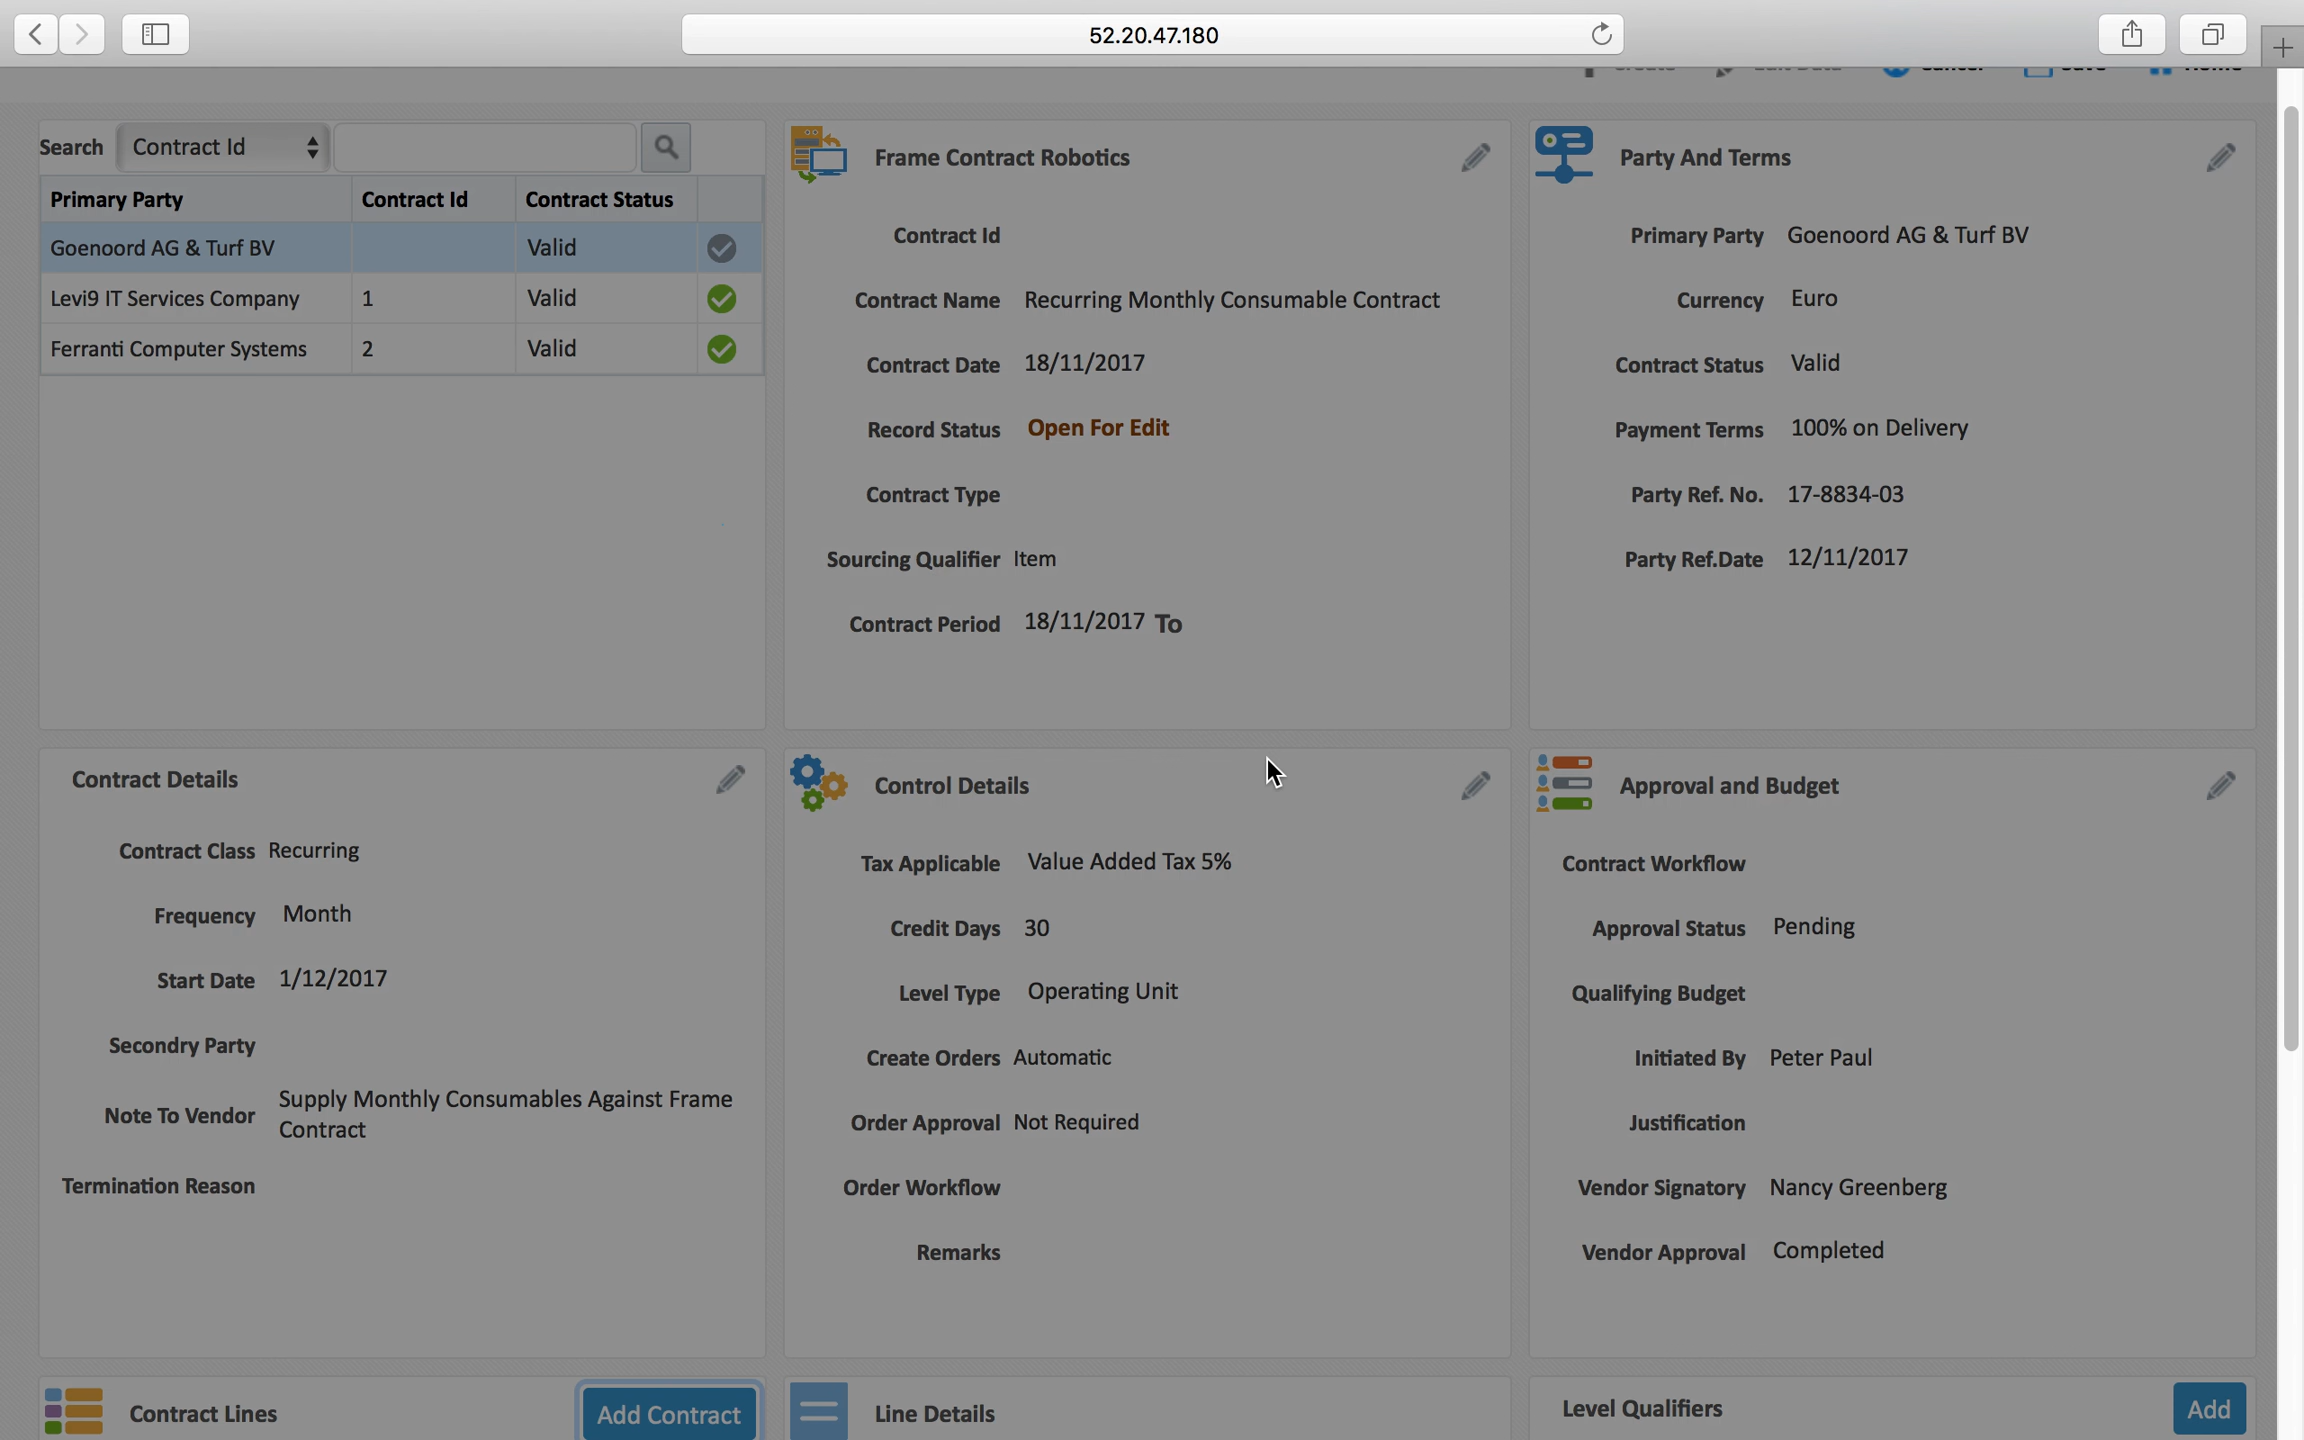 52.20.47.180
Create Edit Data Cancel Save Home
Search Contract Id
Primary Party Contract Id Contract Status
Goenoord AG & Turf BV Valid
Levi9 IT Services Company 1 Valid
Ferranti Computer Systems 2 Valid
Frame Contract Robotics
Contract Id
Contract Name Recurring Monthly Consumable Contract
Contract Date 18/11/2017
Record Status Open For Edit
Contract Type
Sourcing Qualifier Item
Contract Period 18/11/2017 To
Party And Terms
Primary Party Goenoord AG & Turf BV
Currency Euro
Contract Status Valid
Payment Terms 100% on Delivery
Party Ref. No. 17-8834-03
Party Ref.Date 12/11/2017
Contract Details
Contract Class Recurring
Frequency Month
Start Date 1/12/2017
Secondry Party
Note To Vendor Supply Monthly Consumables Against Frame
Contract
Termination Reason
Control Details
Tax Applicable Value Added Tax 5%
Credit Days 30
Level Type Operating Unit
Create Orders Automatic
Order Approval Not Required
Order Workflow
Remarks
Approval and Budget
Contract Workflow
Approval Status Pending
Qualifying Budget
Initiated By Peter Paul
Justification
Vendor Signatory Nancy Greenberg
Vendor Approval Completed
Contract Lines Add Contract
Line Details
Level Qualifiers Add